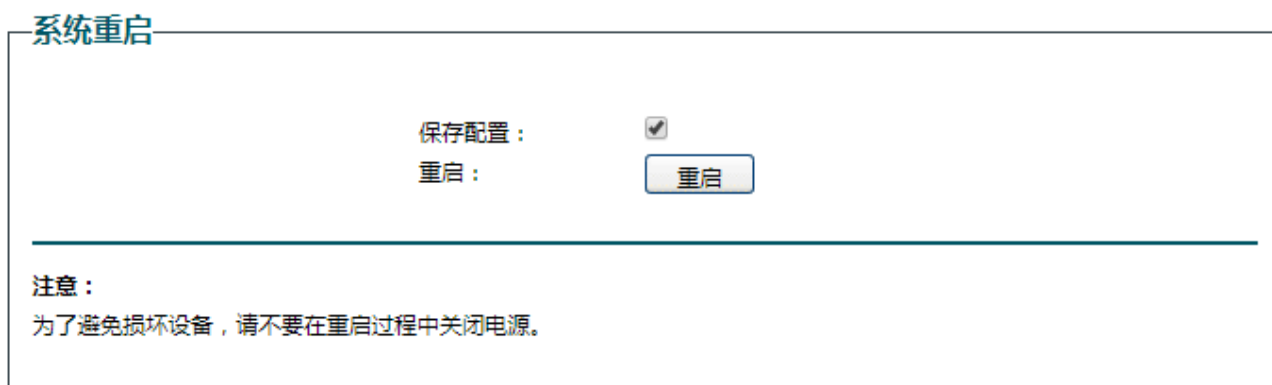 系统重启
保存配置：
重启：
重启
注意：
为了避免损坏设备，请不要在重启过程中关闭电源。